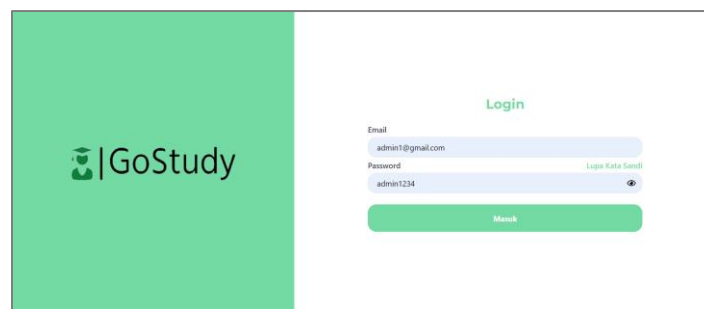 |GoStudy
Login
Email
admin1@gmail.com
Password Lupa Kata Sandi
admin1234
Masuk